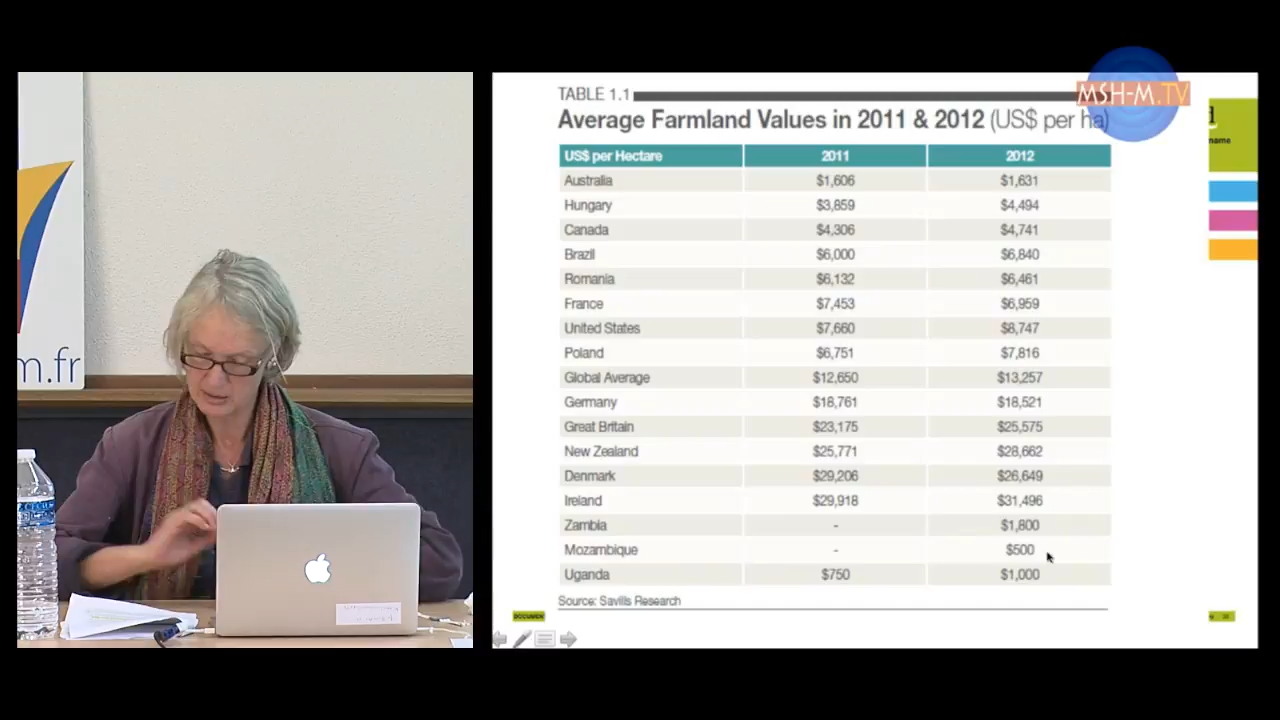 MSH-M.TV
TABLE 1.1
Average Farmland Values in 2011 & 2012 (US$ per ha)
name
US$ per Hectare 2011 2012
Australia $1,606 $1,631
Hungary $3,859 $4,494
Canada $4,306 $4,741
Brazil $6,000 $6,840
Romania $6,132 $6,461
France $7,453 $6,959
United States $7,660 $8,747
Poland $6,751 $7,816
Global Average $12,650 $13,257
Germany $18,761 $18,521
Great Britain $23,175 $25,575
New Zealand $25,771 $28,662
Denmark $29,206 $26,649
Ireland $29,918 $31,496
Zambia - $1,800
Mozambique - $500
Uganda $750 $1,000
Source: Savills Research
DOCUMEN
m.fr